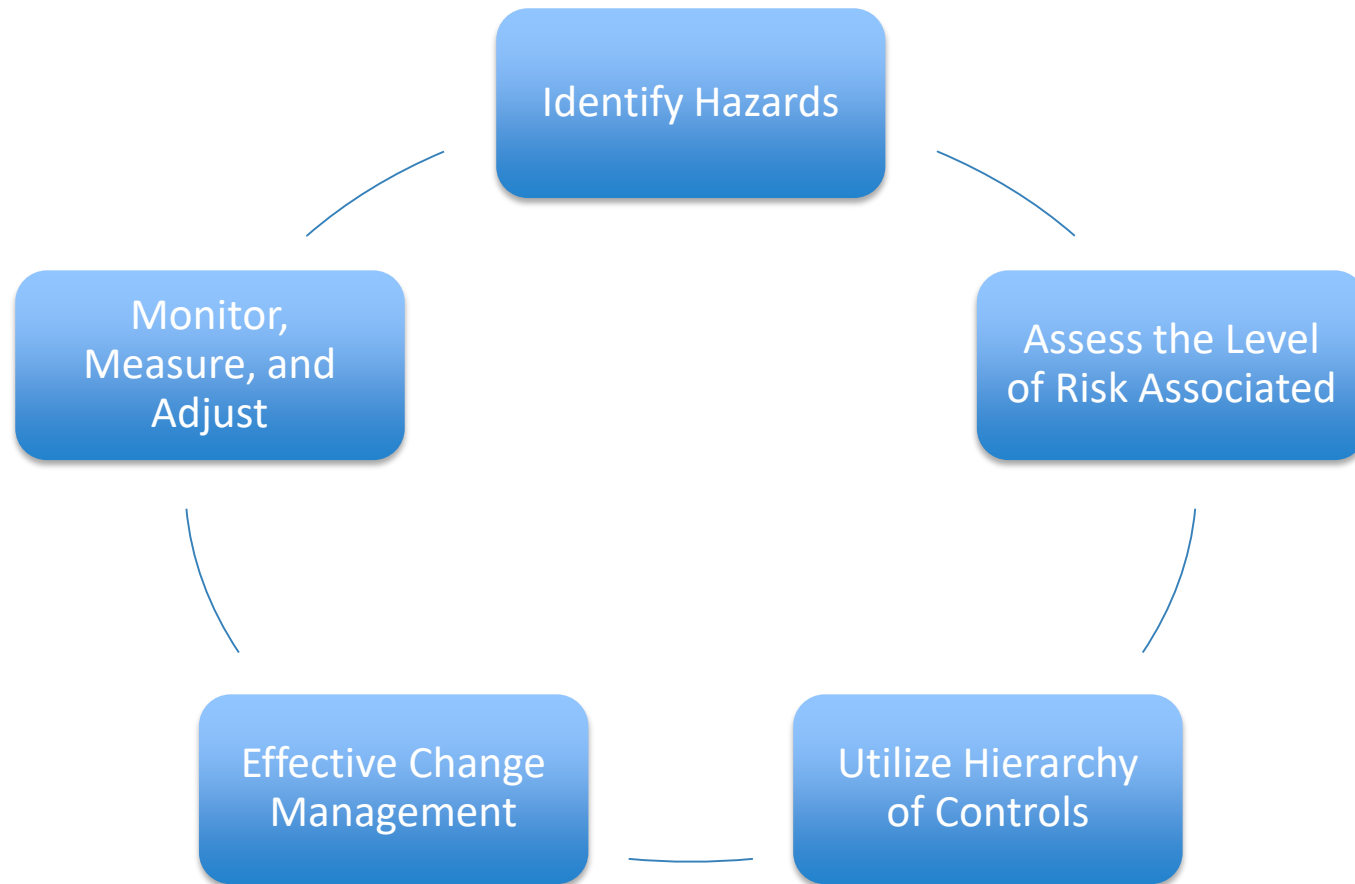 Identify Hazards
Assess the Level
of Risk Associated
Utilize Hierarchy
of Controls
Effective Change
Management
Monitor,
Measure, and
Adjust